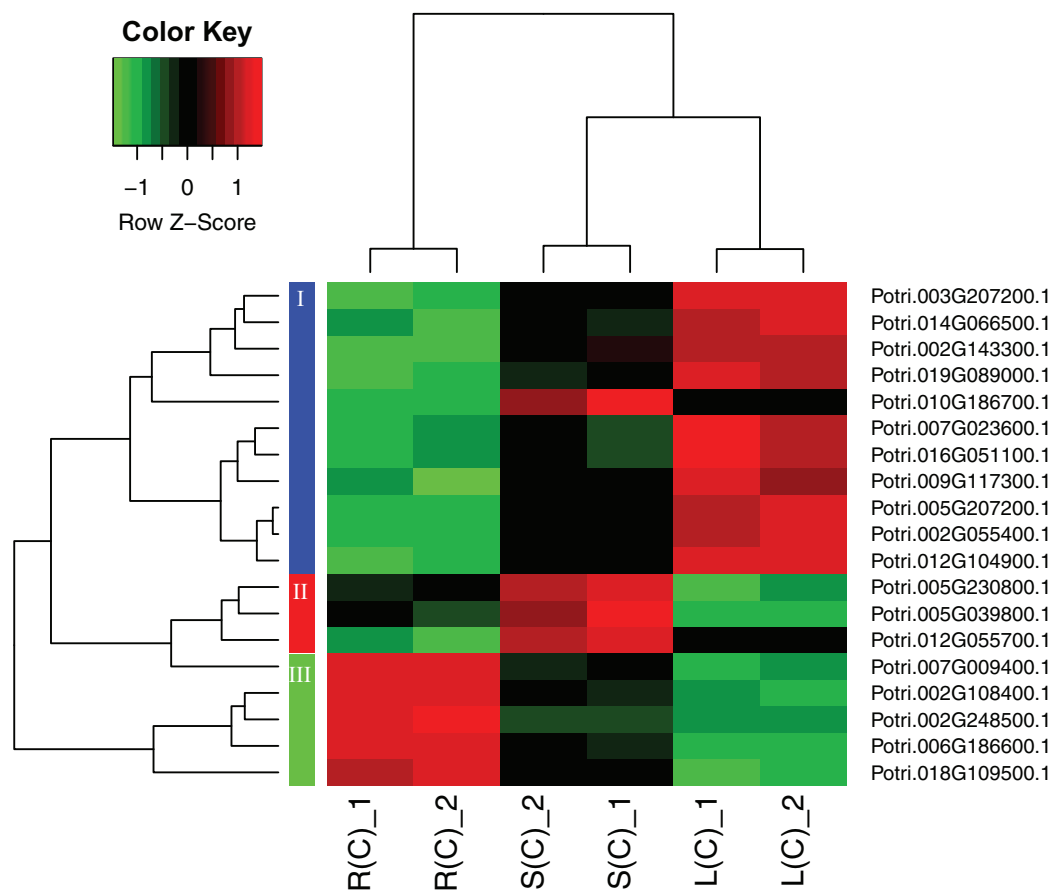 Color Key
−1 0 1
Row Z−Score
I
II
III
Potri.003G207200.1
Potri.014G066500.1
Potri.002G143300.1
Potri.019G089000.1
Potri.010G186700.1
Potri.007G023600.1
Potri.016G051100.1
Potri.009G117300.1
Potri.005G207200.1
Potri.002G055400.1
Potri.012G104900.1
Potri.005G230800.1
Potri.005G039800.1
Potri.012G055700.1
Potri.007G009400.1
Potri.002G108400.1
Potri.002G248500.1
Potri.006G186600.1
Potri.018G109500.1
R(C)_1
R(C)_2
S(C)_2
S(C)_1
L(C)_1
L(C)_2